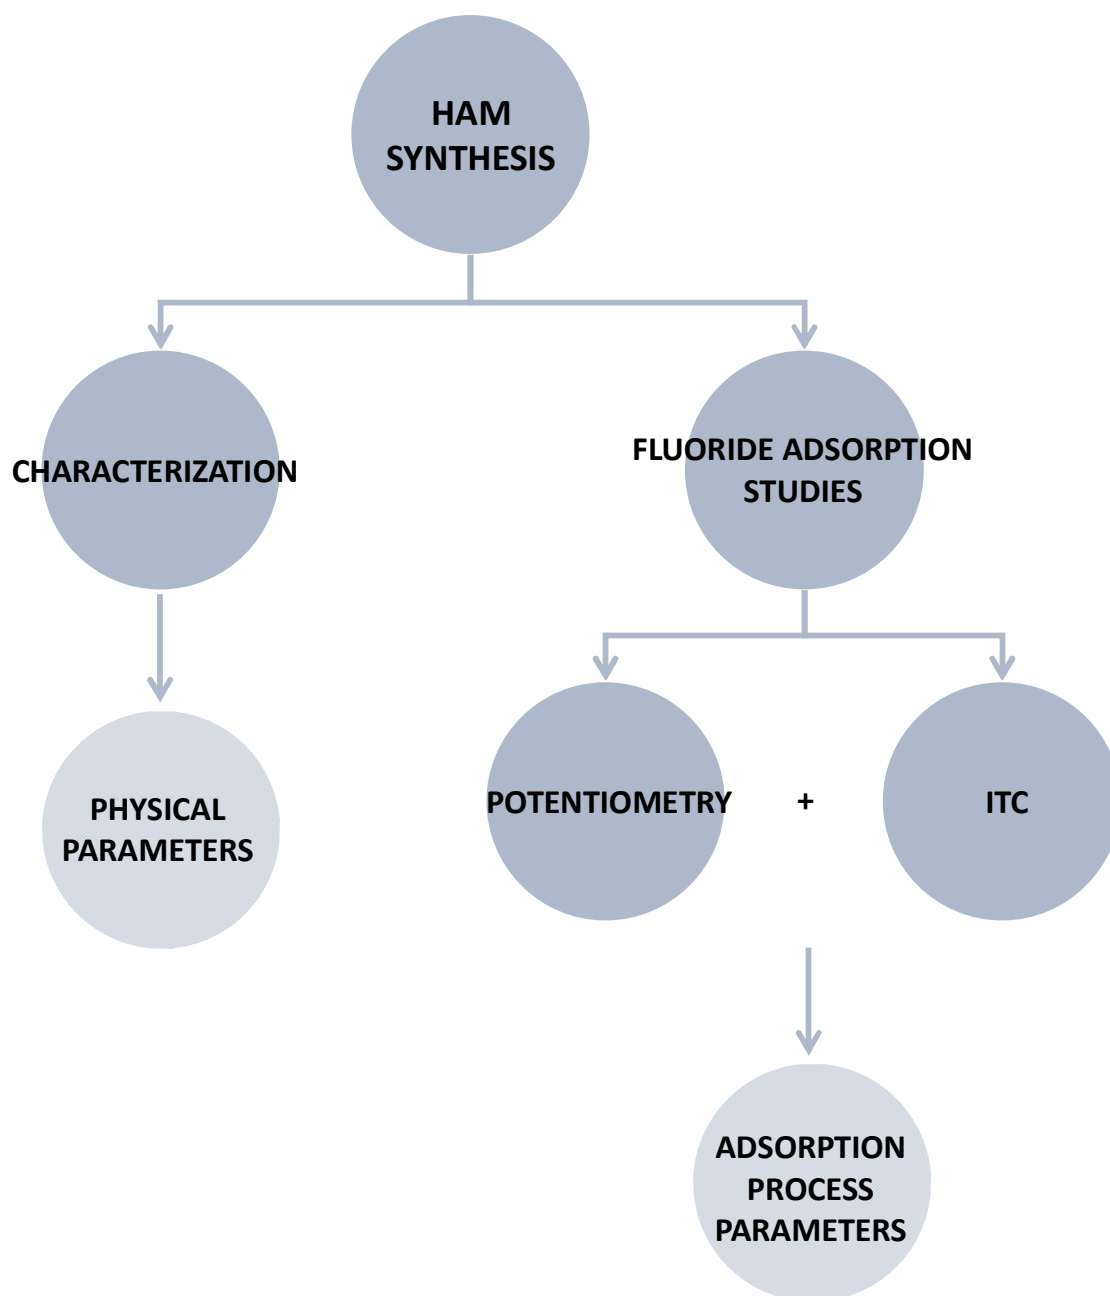 HAM
SYNTHESIS
CHARACTERIZATION
FLUORIDE ADSORPTION
STUDIES
POTENTIOMETRY
+
ITC
PHYSICAL
PARAMETERS
ADSORPTION
PROCESS
PARAMETERS